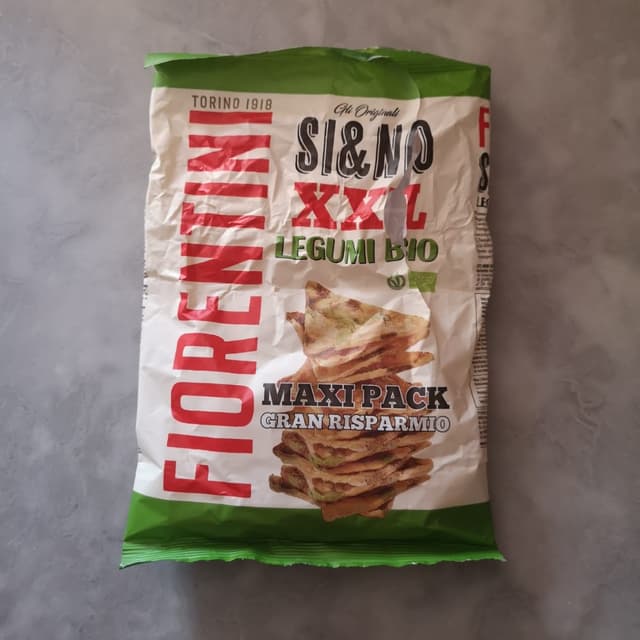 TORINO 1918
FIORENTINI
Gli Originali
SI&NO
XXL
LEGUMI BIO
MAXI PACK
GRAN RISPARMIO